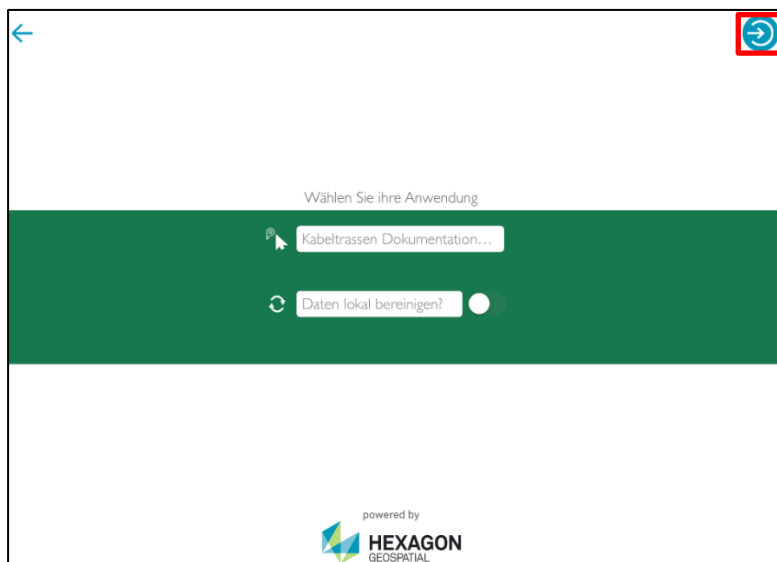 Wählen Sie ihre Anwendung
Kabeltrassen Dokumentation...
Daten lokal bereinigen?
powered by
HEXAGON
GEOSPATIAL